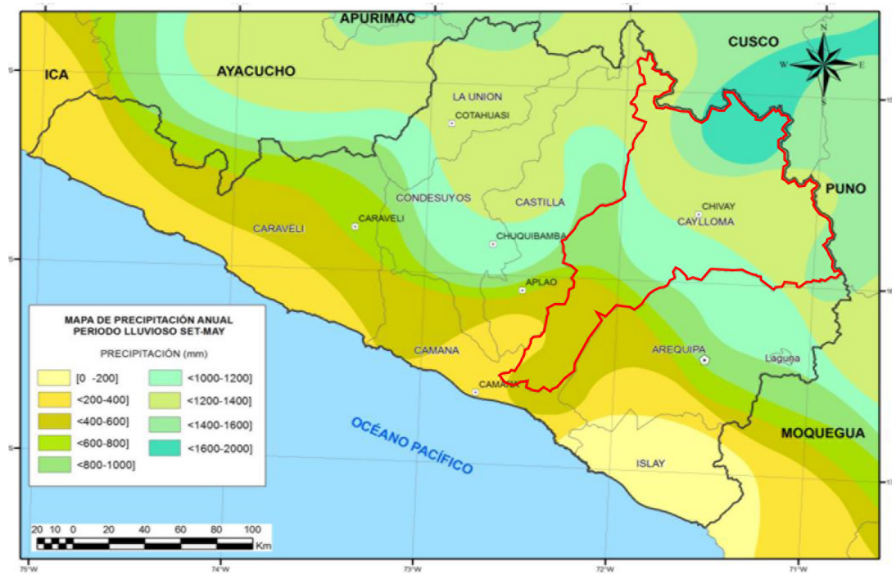 APURIMAC
CUSCO
N
W
E
S
ICA
AYACUCHO
LA UNION
COTAHUASI
PUNO
CONDESUYOS
CASTILLA
CHIVAY
CAYLLOMA
CARAVELI
CARAVELI
CHUQUIBAMBA
APLAO
MAPA DE PRECIPITACIÓN ANUAL
PERIODO LLUVIOSO SET-MAY
PRECIPITACIÓN (mm)
[0 -200]
<200-400]
<400-600]
<600-800]
<800-1000]
<1000-1200]
<1200-1400]
<1400-1600]
<1600-2000]
CAMANA
CAMANA
AREQUIPA
Laguna
MOQUEGUA
OCÉANO PACÍFICO
ISLAY
20 10 0 20 40 60 80 100
Km
75°W
74°W
73°W
72°W
71°W